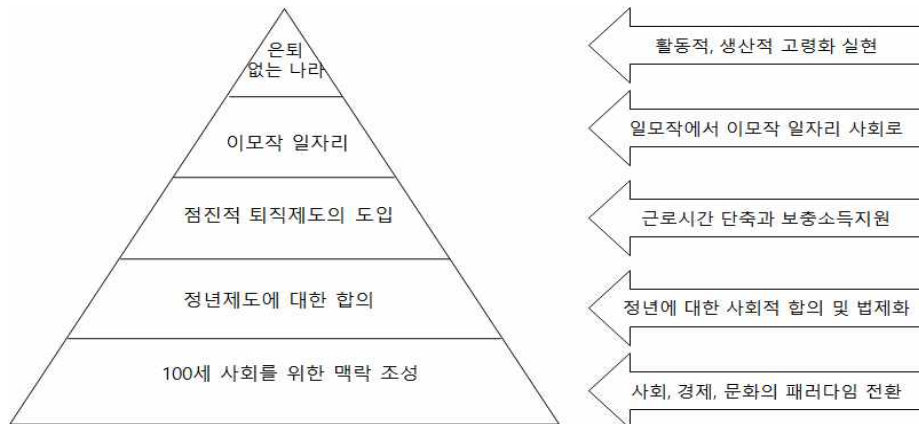 은퇴
없는 나라
활동적, 생산적 고령화 실현
이모작 일자리
일모작에서 이모작 일자리 사회로
점진적 퇴직제도의 도입
근로시간 단축과 보충소득지원
정년제도에 대한 합의
정년에 대한 사회적 합의 및 법제화
100세 사회를 위한 맥락 조성
사회, 경제, 문화의 패러다임 전환